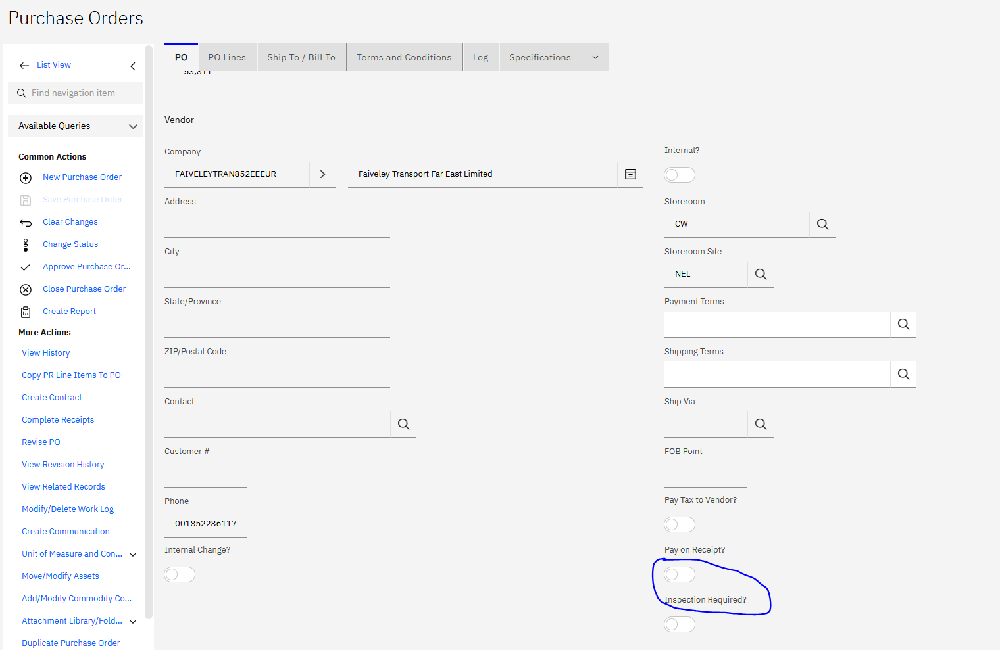 Purchase Orders
List View
Find navigation item
Available Queries
Common Actions
New Purchase Order
Save Purchase Order
Clear Changes
Change Status
Approve Purchase Or...
Close Purchase Order
Create Report
More Actions
View History
Copy PR Line Items To PO
Create Contract
Complete Receipts
Revise PO
View Revision History
View Related Records
Modify/Delete Work Log
Create Communication
Unit of Measure and Con...
Move/Modify Assets
Add/Modify Commodity Co...
Attachment Library/Fold...
Duplicate Purchase Order
PO PO Lines Ship To / Bill To Terms and Conditions Log Specifications
53,811
Vendor
Company
FAIVELEYTRAN852EEEUR Faiveley Transport Far East Limited
Address
City
State/Province
ZIP/Postal Code
Contact
Customer #
Phone
001852286117
Internal Change?
Internal?
Storeroom
CW
Storeroom Site
NEL
Payment Terms
Shipping Terms
Ship Via
FOB Point
Pay Tax to Vendor?
Pay on Receipt?
Inspection Required?